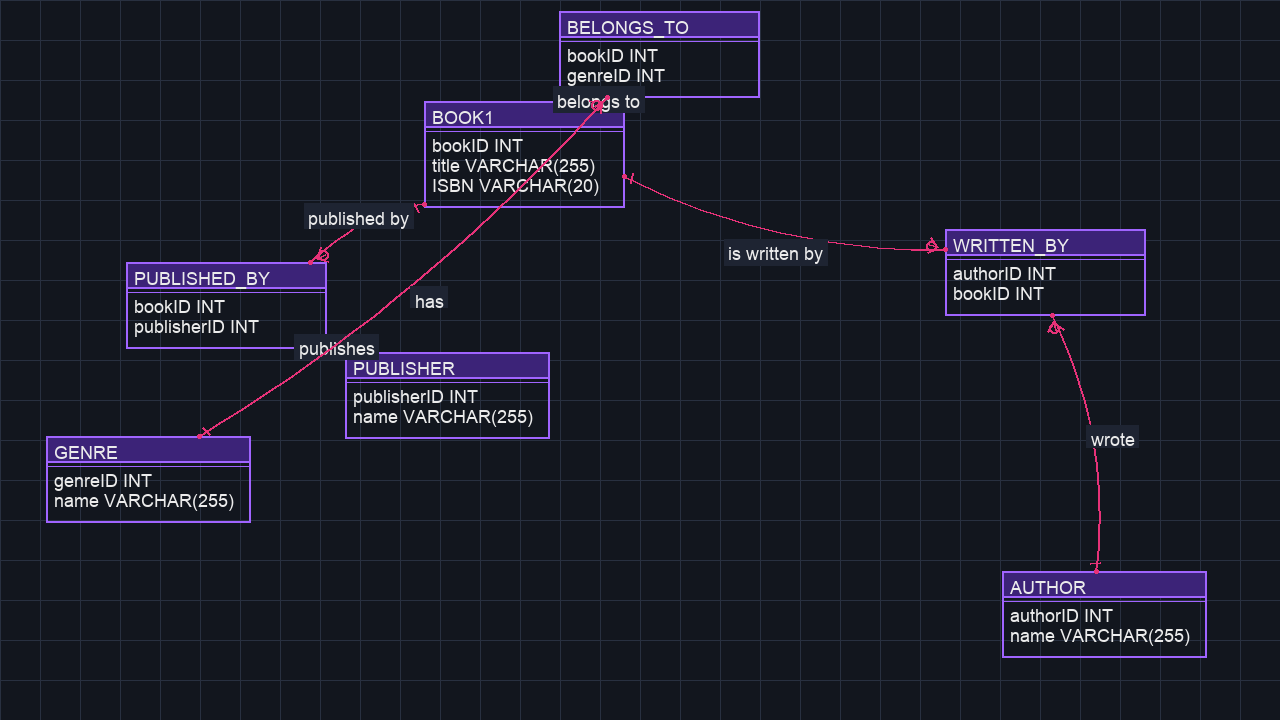 BELONGS_TO
bookID INT
genreID INT
belongs to
BOOK1
bookID INT
title VARCHAR(255)
ISBN VARCHAR(20)
published by
is written by
WRITTEN_BY
authorID INT
bookID INT
PUBLISHED_BY
bookID INT
publisherID INT
has
publishes
PUBLISHER
publisherID INT
name VARCHAR(255)
GENRE
genreID INT
name VARCHAR(255)
wrote
AUTHOR
authorID INT
name VARCHAR(255)